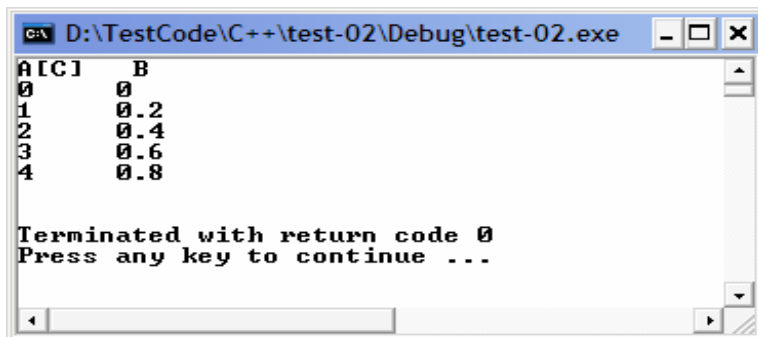 D:\TestCode\C++\test-02\Debug\test-02.exe
A[C] B
0 0
1 0.2
2 0.4
3 0.6
4 0.8
Terminated with return code 0
Press any key to continue ...